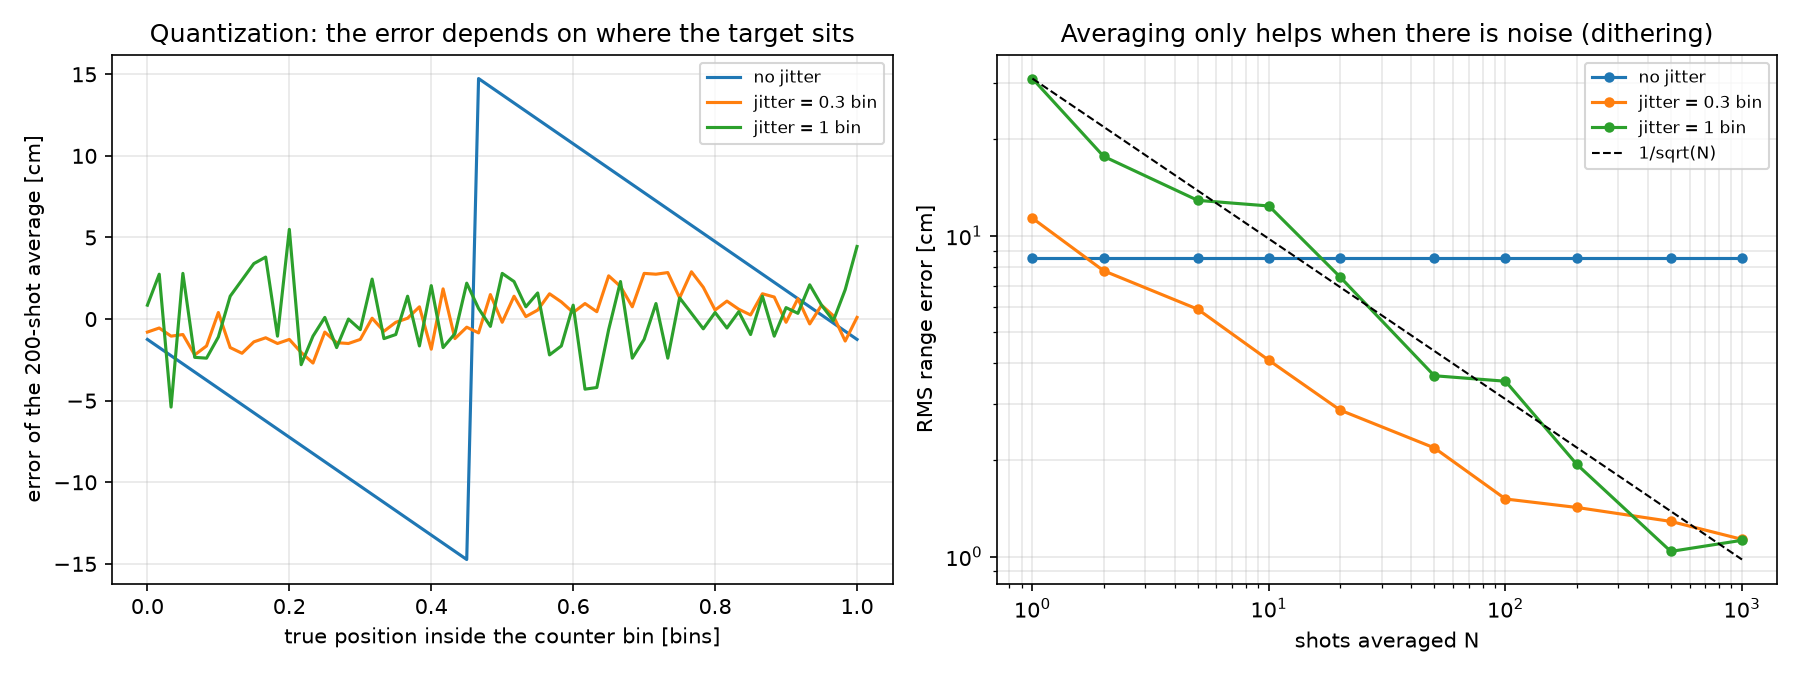 Quantization: the error depends on where the target sits
error of the 200-shot average [cm]
15
10
5
0
−5
−10
−15
no jitter
jitter = 0.3 bin
jitter = 1 bin
0.0 0.2 0.4 0.6 0.8 1.0
true position inside the counter bin [bins]
Averaging only helps when there is noise (dithering)
RMS range error [cm]
10¹
10⁰
no jitter
jitter = 0.3 bin
jitter = 1 bin
1/sqrt(N)
10⁰ 10¹ 10² 10³
shots averaged N